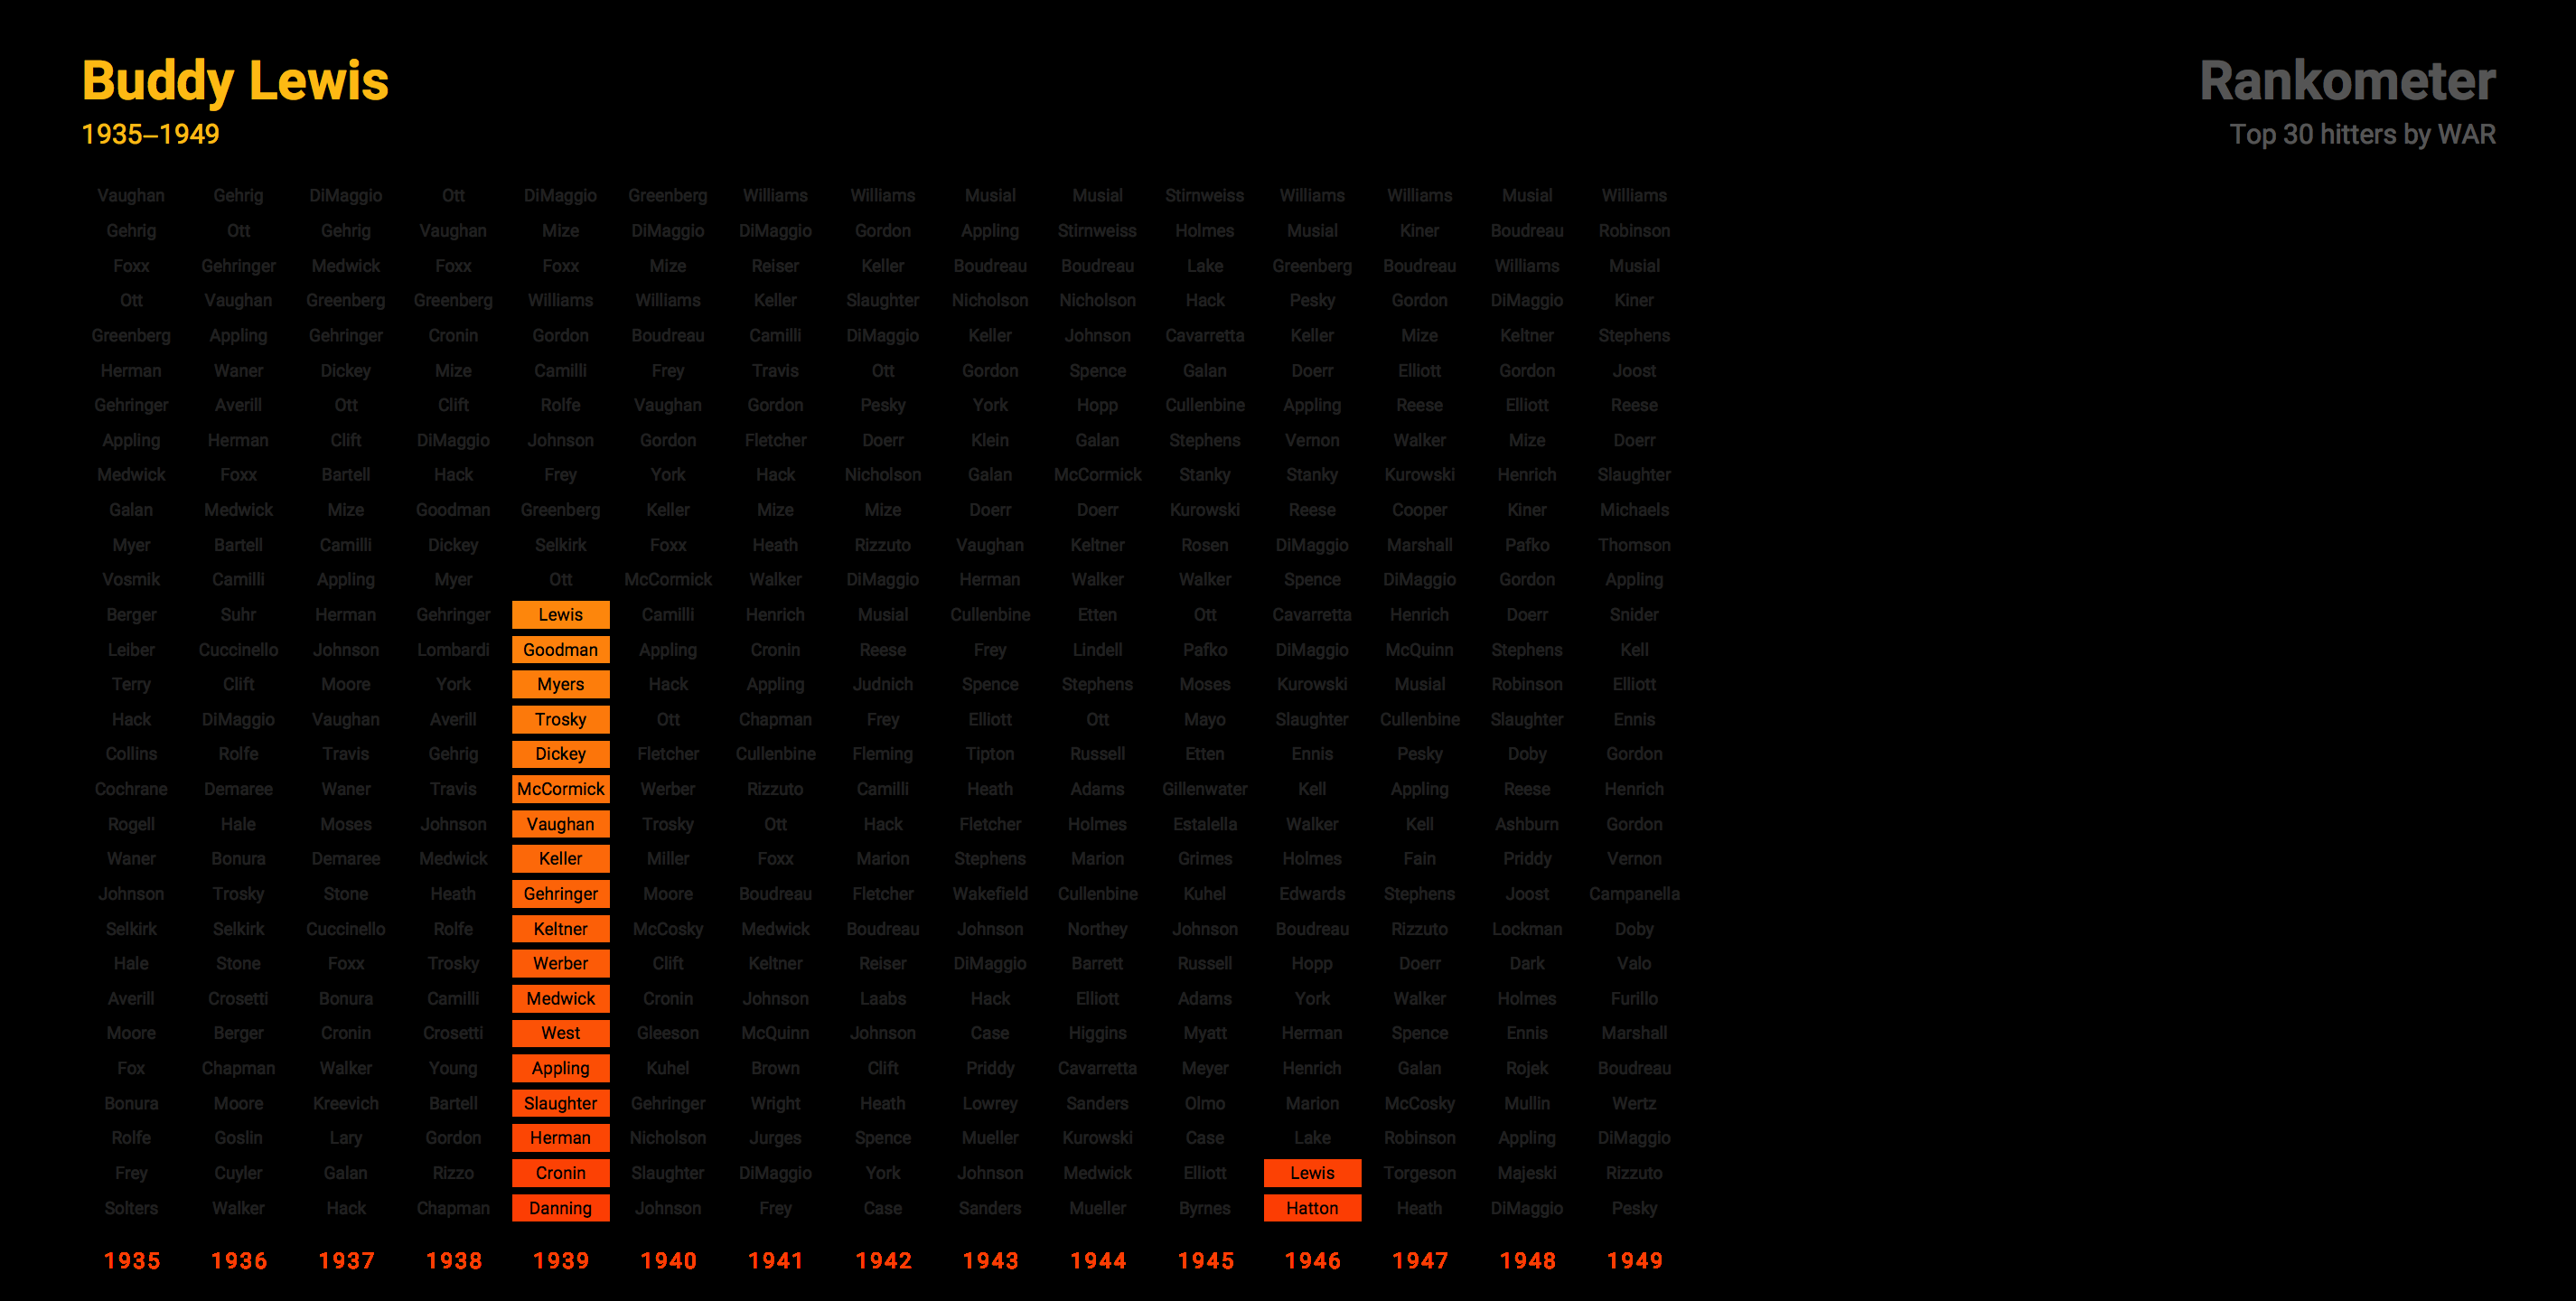 Buddy Lewis
1935–1949
Rankometer
Top 30 hitters by WAR
Vaughan Gehrig DiMaggio Ott DiMaggio Greenberg Williams Williams Musial Musial Stirnweiss Williams Williams Musial Williams
Gehrig Ott Gehrig Vaughan Mize DiMaggio DiMaggio Gordon Appling Stirnweiss Holmes Musial Kiner Boudreau Robinson
Foxx Gehringer Medwick Foxx Foxx Mize Reiser Keller Boudreau Boudreau Lake Greenberg Boudreau Williams Musial
Ott Vaughan Greenberg Greenberg Williams Williams Keller Slaughter Nicholson Nicholson Hack Pesky Gordon DiMaggio Kiner
Greenberg Appling Gehringer Cronin Gordon Boudreau Camilli DiMaggio Keller Johnson Cavarretta Keller Mize Keltner Stephens
Herman Waner Dickey Mize Camilli Frey Travis Ott Gordon Spence Galan Doerr Elliott Gordon Joost
Gehringer Averill Ott Clift Rolfe Vaughan Gordon Pesky York Hopp Cullenbine Appling Reese Elliott Reese
Appling Herman Clift DiMaggio Johnson Gordon Fletcher Doerr Klein Galan Stephens Vernon Walker Mize Doerr
Medwick Foxx Bartell Hack Frey York Hack Nicholson Galan McCormick Stanky Stanky Kurowski Henrich Slaughter
Galan Medwick Mize Goodman Greenberg Keller Mize Mize Doerr Doerr Kurowski Reese Cooper Kiner Michaels
Myer Bartell Camilli Dickey Selkirk Foxx Heath Rizzuto Vaughan Keltner Rosen DiMaggio Marshall Pafko Thomson
Vosmik Camilli Appling Myer Ott McCormick Walker DiMaggio Herman Walker Walker Spence DiMaggio Gordon Appling
Berger Suhr Herman Gehringer Lewis Camilli Henrich Musial Cullenbine Etten Ott Cavarretta Henrich Doerr Snider
Leiber Cuccinello Johnson Lombardi Goodman Appling Cronin Reese Frey Lindell Pafko DiMaggio McQuinn Stephens Kell
Terry Clift Moore York Myers Hack Appling Judnich Spence Stephens Moses Kurowski Musial Robinson Elliott
Hack DiMaggio Vaughan Averill Trosky Ott Chapman Frey Elliott Ott Mayo Slaughter Cullenbine Slaughter Ennis
Collins Rolfe Travis Gehrig Dickey Fletcher Cullenbine Fleming Tipton Russell Etten Ennis Pesky Doby Gordon
Cochrane Demaree Waner Travis McCormick Werber Rizzuto Camilli Heath Adams Gillenwater Kell Appling Reese Henrich
Rogell Hale Moses Johnson Vaughan Trosky Ott Hack Fletcher Holmes Estalella Walker Kell Ashburn Gordon
Waner Bonura Demaree Medwick Keller Miller Foxx Marion Stephens Marion Grimes Holmes Fain Priddy Vernon
Johnson Trosky Stone Heath Gehringer Moore Boudreau Fletcher Wakefield Cullenbine Kuhel Edwards Stephens Joost Campanella
Selkirk Selkirk Cuccinello Rolfe Keltner McCosky Medwick Boudreau Johnson Northey Johnson Boudreau Rizzuto Lockman Doby
Hale Stone Foxx Trosky Werber Clift Keltner Reiser DiMaggio Barrett Russell Hopp Doerr Dark Valo
Averill Crosetti Bonura Camilli Medwick Cronin Johnson Laabs Hack Elliott Adams York Walker Holmes Furillo
Moore Berger Cronin Crosetti West Gleeson McQuinn Johnson Case Higgins Myatt Herman Spence Ennis Marshall
Fox Chapman Walker Young Appling Kuhel Brown Clift Priddy Cavarretta Meyer Henrich Galan Rojek Boudreau
Bonura Moore Kreevich Bartell Slaughter Gehringer Wright Heath Lowrey Sanders Olmo Marion McCosky Mullin Wertz
Rolfe Goslin Lary Gordon Herman Nicholson Jurges Spence Mueller Kurowski Case Lake Robinson Appling DiMaggio
Frey Cuyler Galan Rizzo Cronin Slaughter DiMaggio York Johnson Medwick Elliott Lewis Torgeson Majeski Rizzuto
Solters Walker Hack Chapman Danning Johnson Frey Case Sanders Mueller Byrnes Hatton Heath DiMaggio Pesky
1935 1936 1937 1938 1939 1940 1941 1942 1943 1944 1945 1946 1947 1948 1949